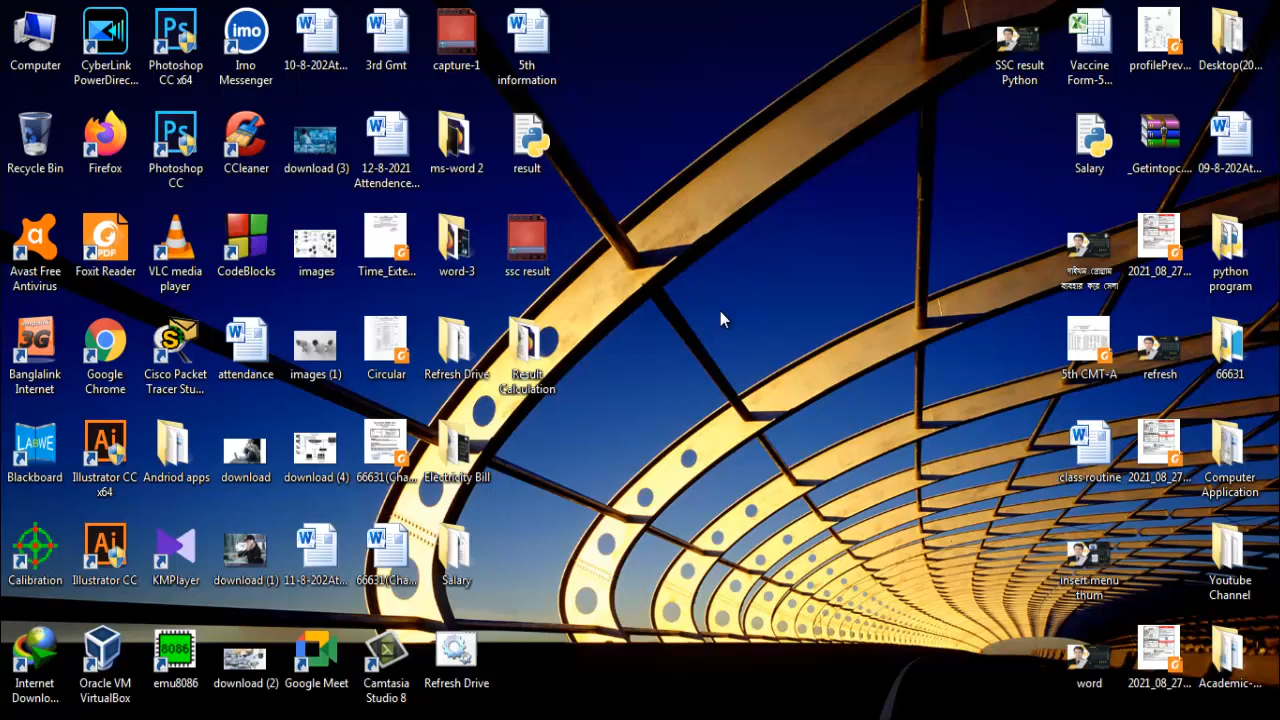 Computer
CyberLink
PowerDirec...
Photoshop
CC x64
Imo
Messenger
10-8-202At...
3rd Gmt
capture-1
5th
information
SSC result
Python
Vaccine
Form-5...
profilePrev...
Desktop(20...
Recycle Bin
Firefox
Photoshop
CC
CCleaner
download (3)
12-8-2021
Attendence...
ms-word 2
result
Salary
_Getintopc....
09-8-202At...
Avast Free
Antivirus
Foxit Reader
VLC media
player
CodeBlocks
images
Time_Exte...
word-3
ssc result
2021_08_27...
python
program
Banglalink
Internet
Google
Chrome
Cisco Packet
Tracer Stu...
attendance
images (1)
Circular
Refresh Drive
Result
Calculation
5th CMT-A
refresh
66631
Blackboard
Illustrator CC
x64
Andriod apps
download
download (4)
66631(Cha...
Electricity Bill
class routine
2021_08_27...
Computer
Application
Calibration
Illustrator CC
KMPlayer
download (1)
11-8-202At...
66631(Cha...
Salary
insert menu
thum
Youtube
Channel
Internet
Downlo...
Oracle VM
VirtualBox
emu8086
download (2)
Google Meet
Camtasia
Studio 8
Refresh Drive
word
2021_08_27...
Academic-...